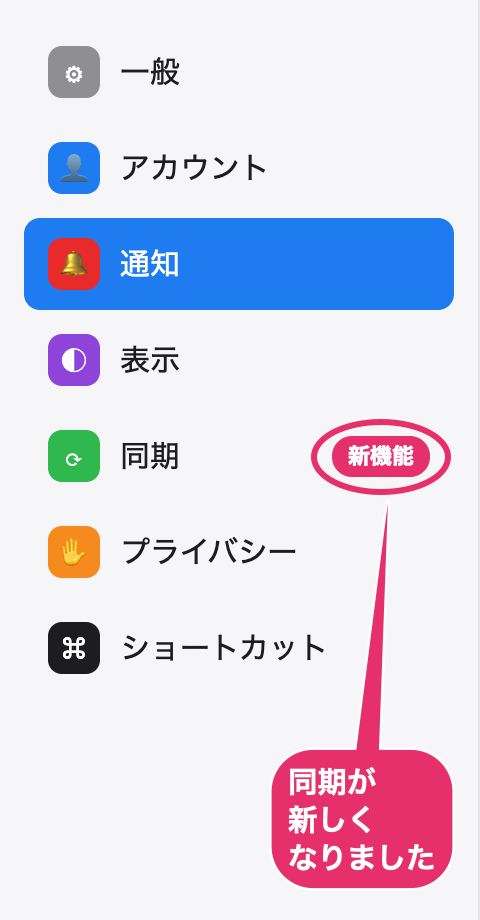 一般
アカウント
通知
表示
同期
新機能
プライバシー
ショートカット
同期が
新しく
なりました